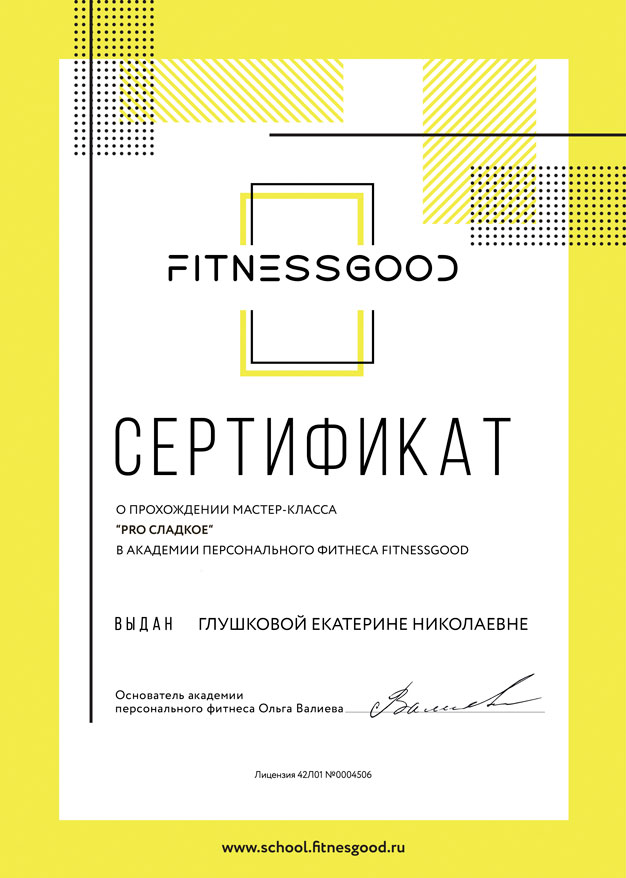 FITNESSGOOD
СЕРТИФИКАТ
О ПРОХОЖДЕНИИ МАСТЕР-КЛАССА
“PRO СЛАДКОЕ”
В АКАДЕМИИ ПЕРСОНАЛЬНОГО ФИТНЕСА FITNESSGOOD
ВЫДАН ГЛУШКОВОЙ ЕКАТЕРИНЕ НИКОЛАЕВНЕ
Основатель академии
персонального фитнеса Ольга Валиева Валиева
Лицензия 42Л01 №0004506
www.school.fitnesgood.ru